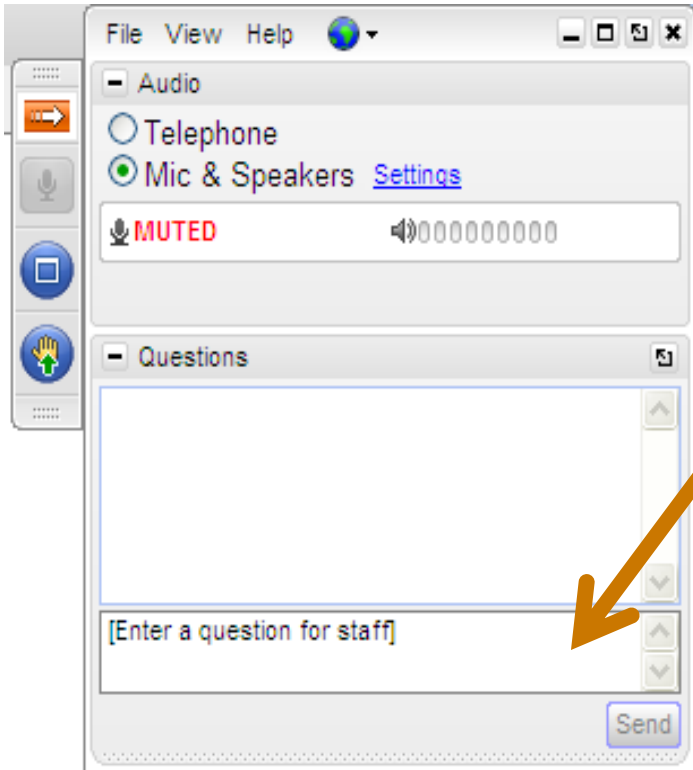 File View Help
Audio
Telephone
Mic & Speakers Settings
MUTED 000000000
Questions
[Enter a question for staff]
Send